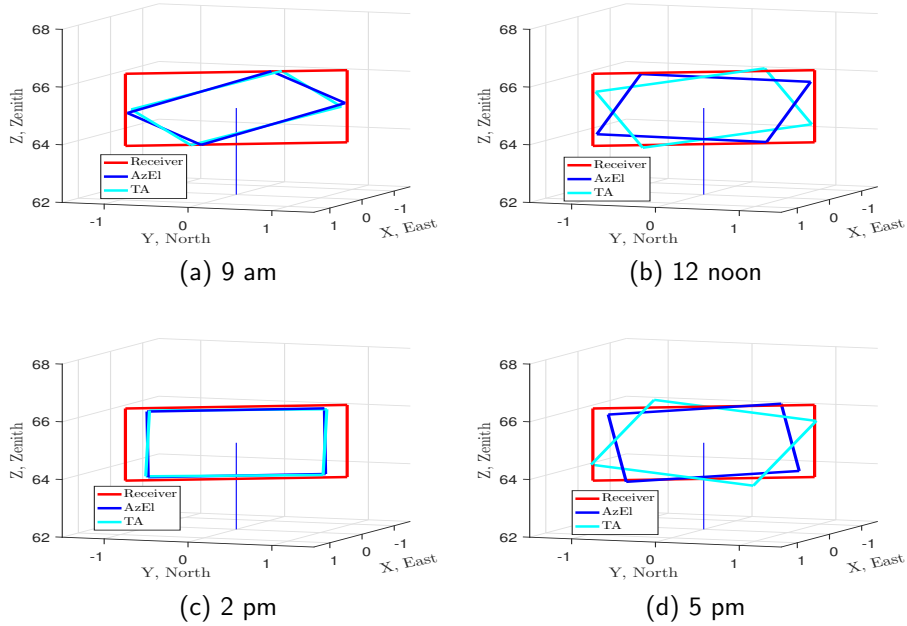 68
66
64
62
Z, Zenith
Receiver
AzEl
TA
-1
0
1
Y, North
1
0
-1
X, East
(a) 9 am
68
66
64
62
Z, Zenith
Receiver
AzEl
TA
-1
0
1
Y, North
1
0
-1
X, East
(b) 12 noon
68
66
64
62
Z, Zenith
Receiver
AzEl
TA
-1
0
1
Y, North
1
0
-1
X, East
(c) 2 pm
68
66
64
62
Z, Zenith
Receiver
AzEl
TA
-1
0
1
Y, North
1
0
-1
X, East
(d) 5 pm